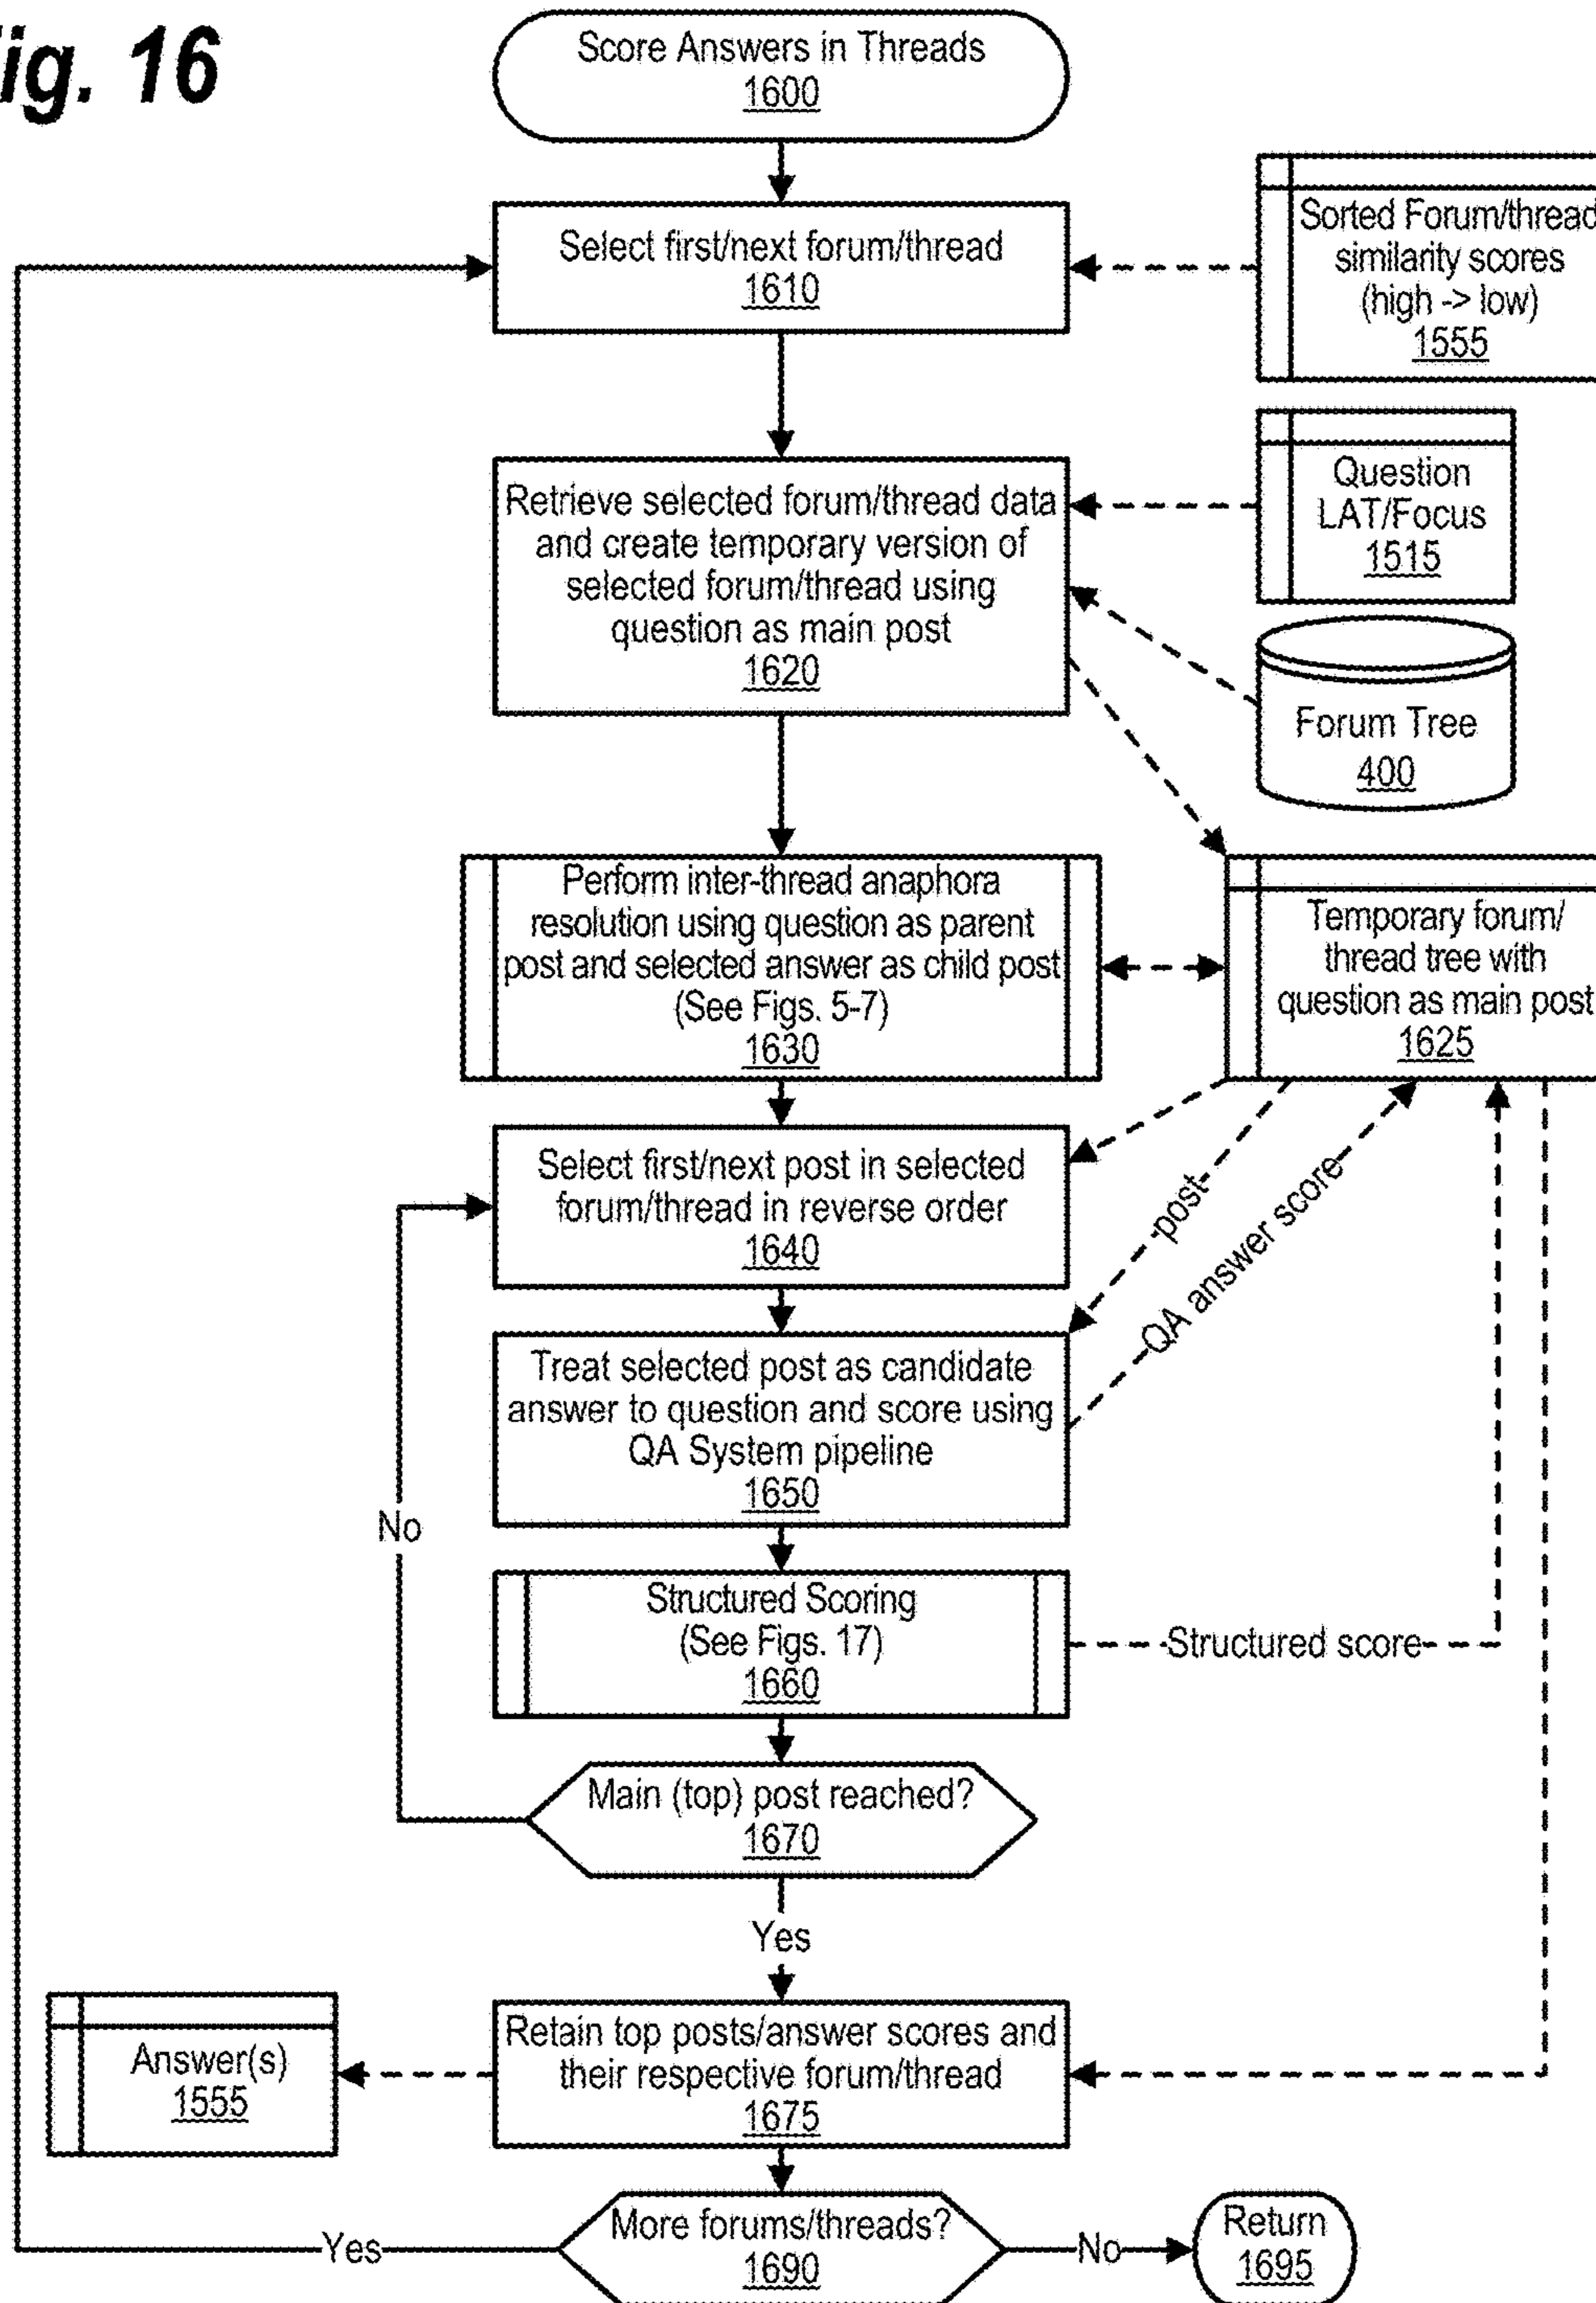 ig. 16
Score Answers in Threads
1600
Select first/next forum/thread
1610
Sorted Forum/thread
similarity scores
(high -> low)
1555
Retrieve selected forum/thread data
and create temporary version of
selected forum/thread using
question as main post
1620
Question
LAT/Focus
1515
Forum Tree
400
Perform inter-thread anaphora
resolution using question as parent
post and selected answer as child post
(See Figs. 5-7)
1630
Temporary forum/
thread tree with
question as main post
1625
Select first/next post in selected
forum/thread in reverse order
1640
post
QA answer score
Treat selected post as candidate
answer to question and score using
QA System pipeline
1650
No
Structured Scoring
(See Figs. 17)
1660
Structured score
Main (top) post reached?
1670
Yes
Retain top posts/answer scores and
their respective forum/thread
1675
Answer(s)
1555
More forums/threads?
1690
Yes
No
Return
1695